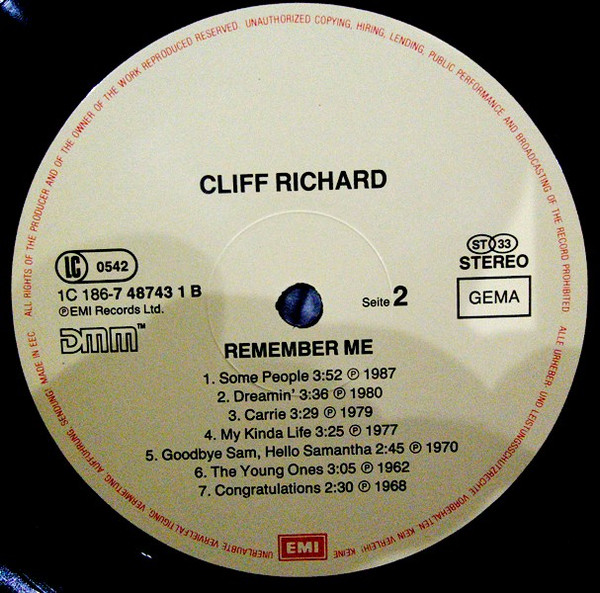 ALL RIGHTS OF THE PRODUCER AND OF THE OWNER OF THE WORK REPRODUCED RESERVED. UNAUTHORIZED COPYING, HIRING, LENDING, PUBLIC PERFORMANCE AND BROADCASTING OF THE RECORD PROHIBITED
ALLE URHEBER- UND LEISTUNGSSCHUTZRECHTE VORBEHALTEN. KEIN VERLEIH! KEINE
UNERLAUBTE VERVIELFÄLTIGUNG, VERMIETUNG, AUFFÜHRUNG, SENDUNG! MADE IN EEC.
CLIFF RICHARD
LC 0542
1C 186-7 48743 1 B
℗ EMI Records Ltd.
DMM™
Seite 2
ST 33
STEREO
GEMA
REMEMBER ME
1. Some People 3:52 ℗ 1987
2. Dreamin' 3:36 ℗ 1980
3. Carrie 3:29 ℗ 1979
4. My Kinda Life 3:25 ℗ 1977
5. Goodbye Sam, Hello Samantha 2:45 ℗ 1970
6. The Young Ones 3:05 ℗ 1962
7. Congratulations 2:30 ℗ 1968
EMI